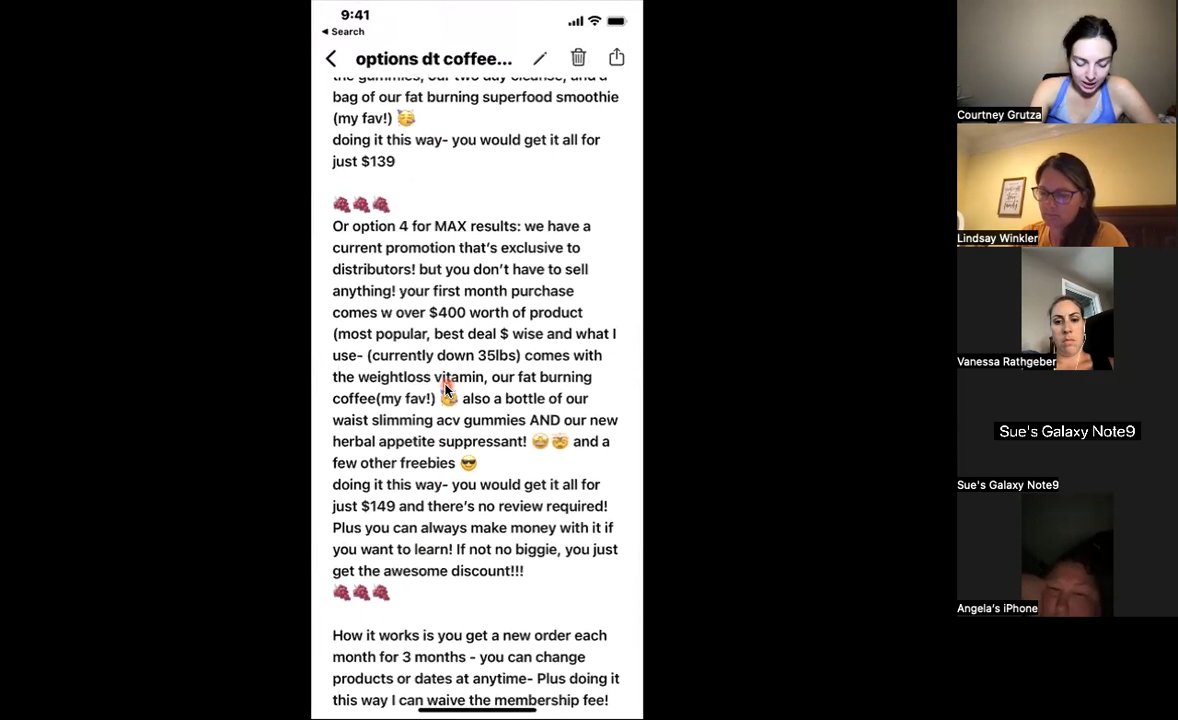 9:41
Search
options dt coffee...
the gummies, our two day cleanse, and a
bag of our fat burning superfood smoothie
(my fav!)
doing it this way- you would get it all for
just $139
Or option 4 for MAX results: we have a
current promotion that's exclusive to
distributors! but you don't have to sell
anything! your first month purchase
comes w over $400 worth of product
(most popular, best deal $ wise and what I
use- (currently down 35lbs) comes with
the weightloss vitamin, our fat burning
coffee(my fav!) also a bottle of our
waist slimming acv gummies AND our new
herbal appetite suppressant! and a
few other freebies
doing it this way- you would get it all for
just $149 and there's no review required!
Plus you can always make money with it if
you want to learn! If not no biggie, you just
get the awesome discount!!!
How it works is you get a new order each
month for 3 months - you can change
products or dates at anytime- Plus doing it
this way I can waive the membership fee!
Courtney Grutza
Lindsay Winkler
Vanessa Rathgeber
Sue's Galaxy Note9
Sue's Galaxy Note9
Angela's iPhone